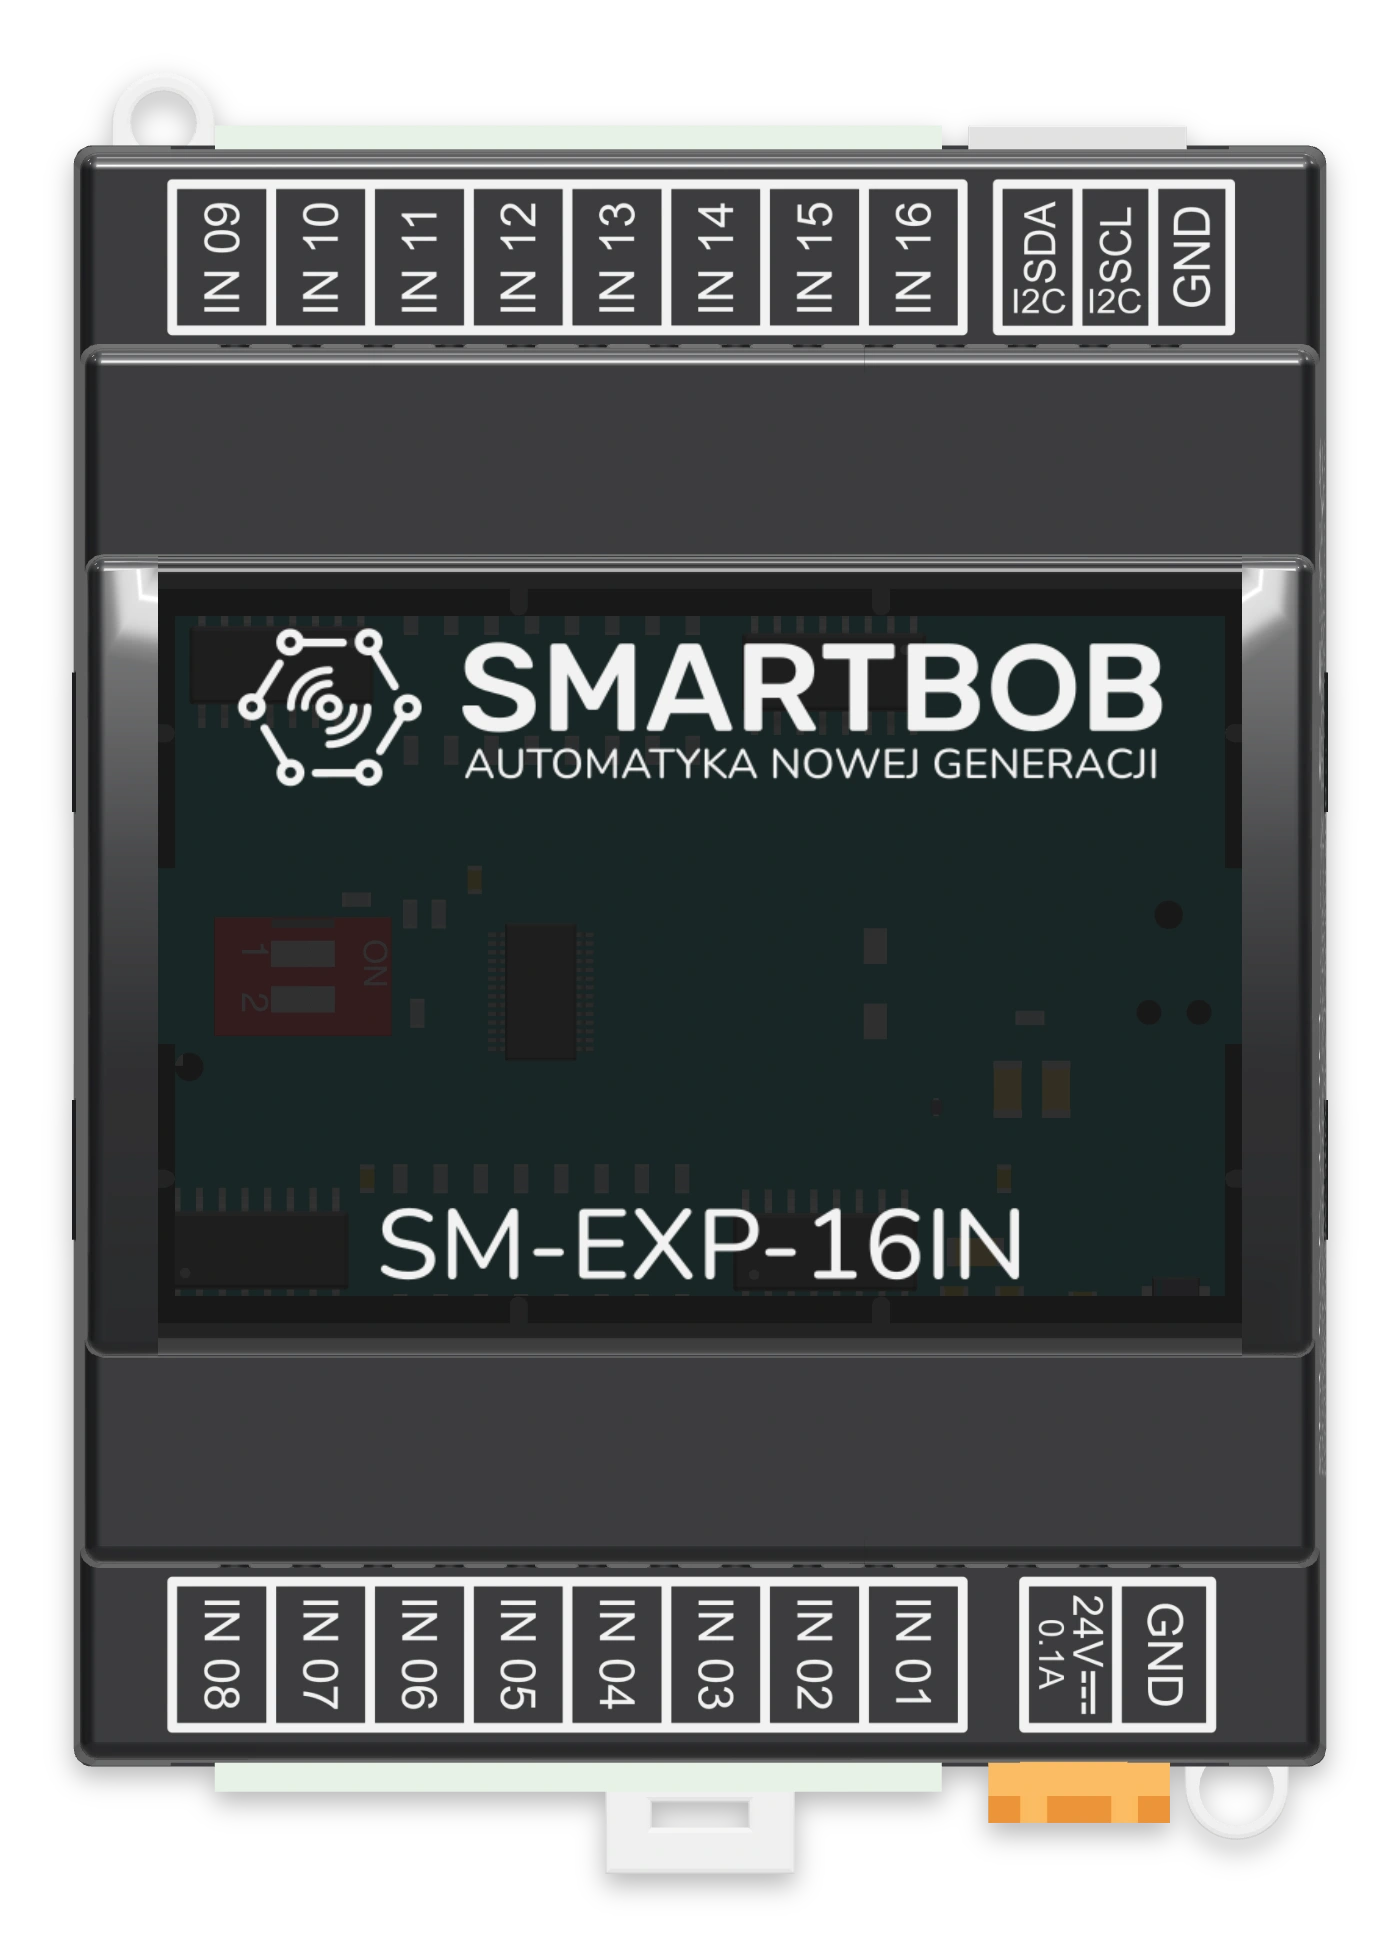 IN 09
IN 10
IN 11
IN 12
IN 13
IN 14
IN 15
IN 16
I2C SDA
I2C SCL
GND
SMARTBOB
AUTOMATYKA NOWEJ GENERACJI
ON
1
2
SM-EXP-16IN
IN 08
IN 07
IN 06
IN 05
IN 04
IN 03
IN 02
IN 01
24V⎓
0.1A
GND